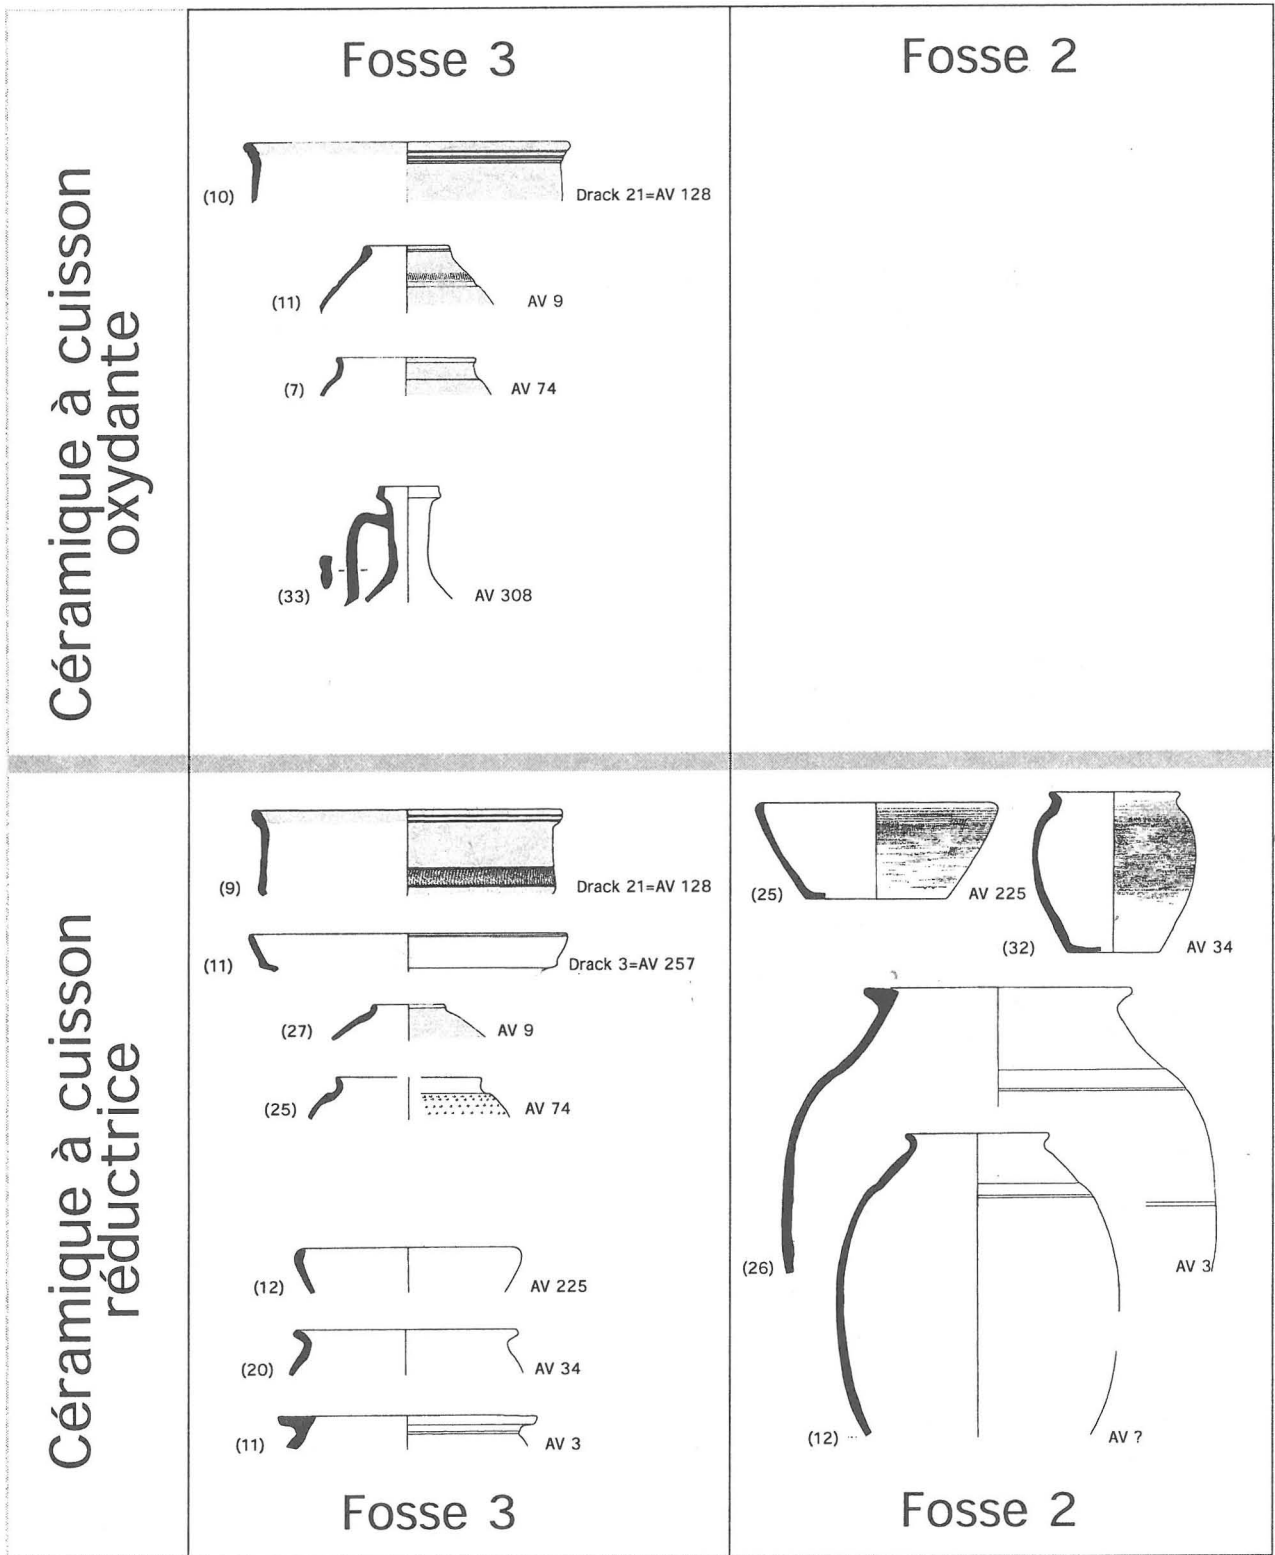 Fosse 3
Fosse 2
Céramique à cuisson
oxydante
(10)
Drack 21=AV 128
(11)
AV 9
(7)
AV 74
(33)
AV 308
Céramique à cuisson
réductrice
(9)
Drack 21=AV 128
(11)
Drack 3=AV 257
(27)
AV 9
(25)
AV 74
(12)
AV 225
(20)
AV 34
(11)
AV 3
(25)
AV 225
(32)
AV 34
(26)
AV 3
(12)
AV ?
Fosse 3
Fosse 2